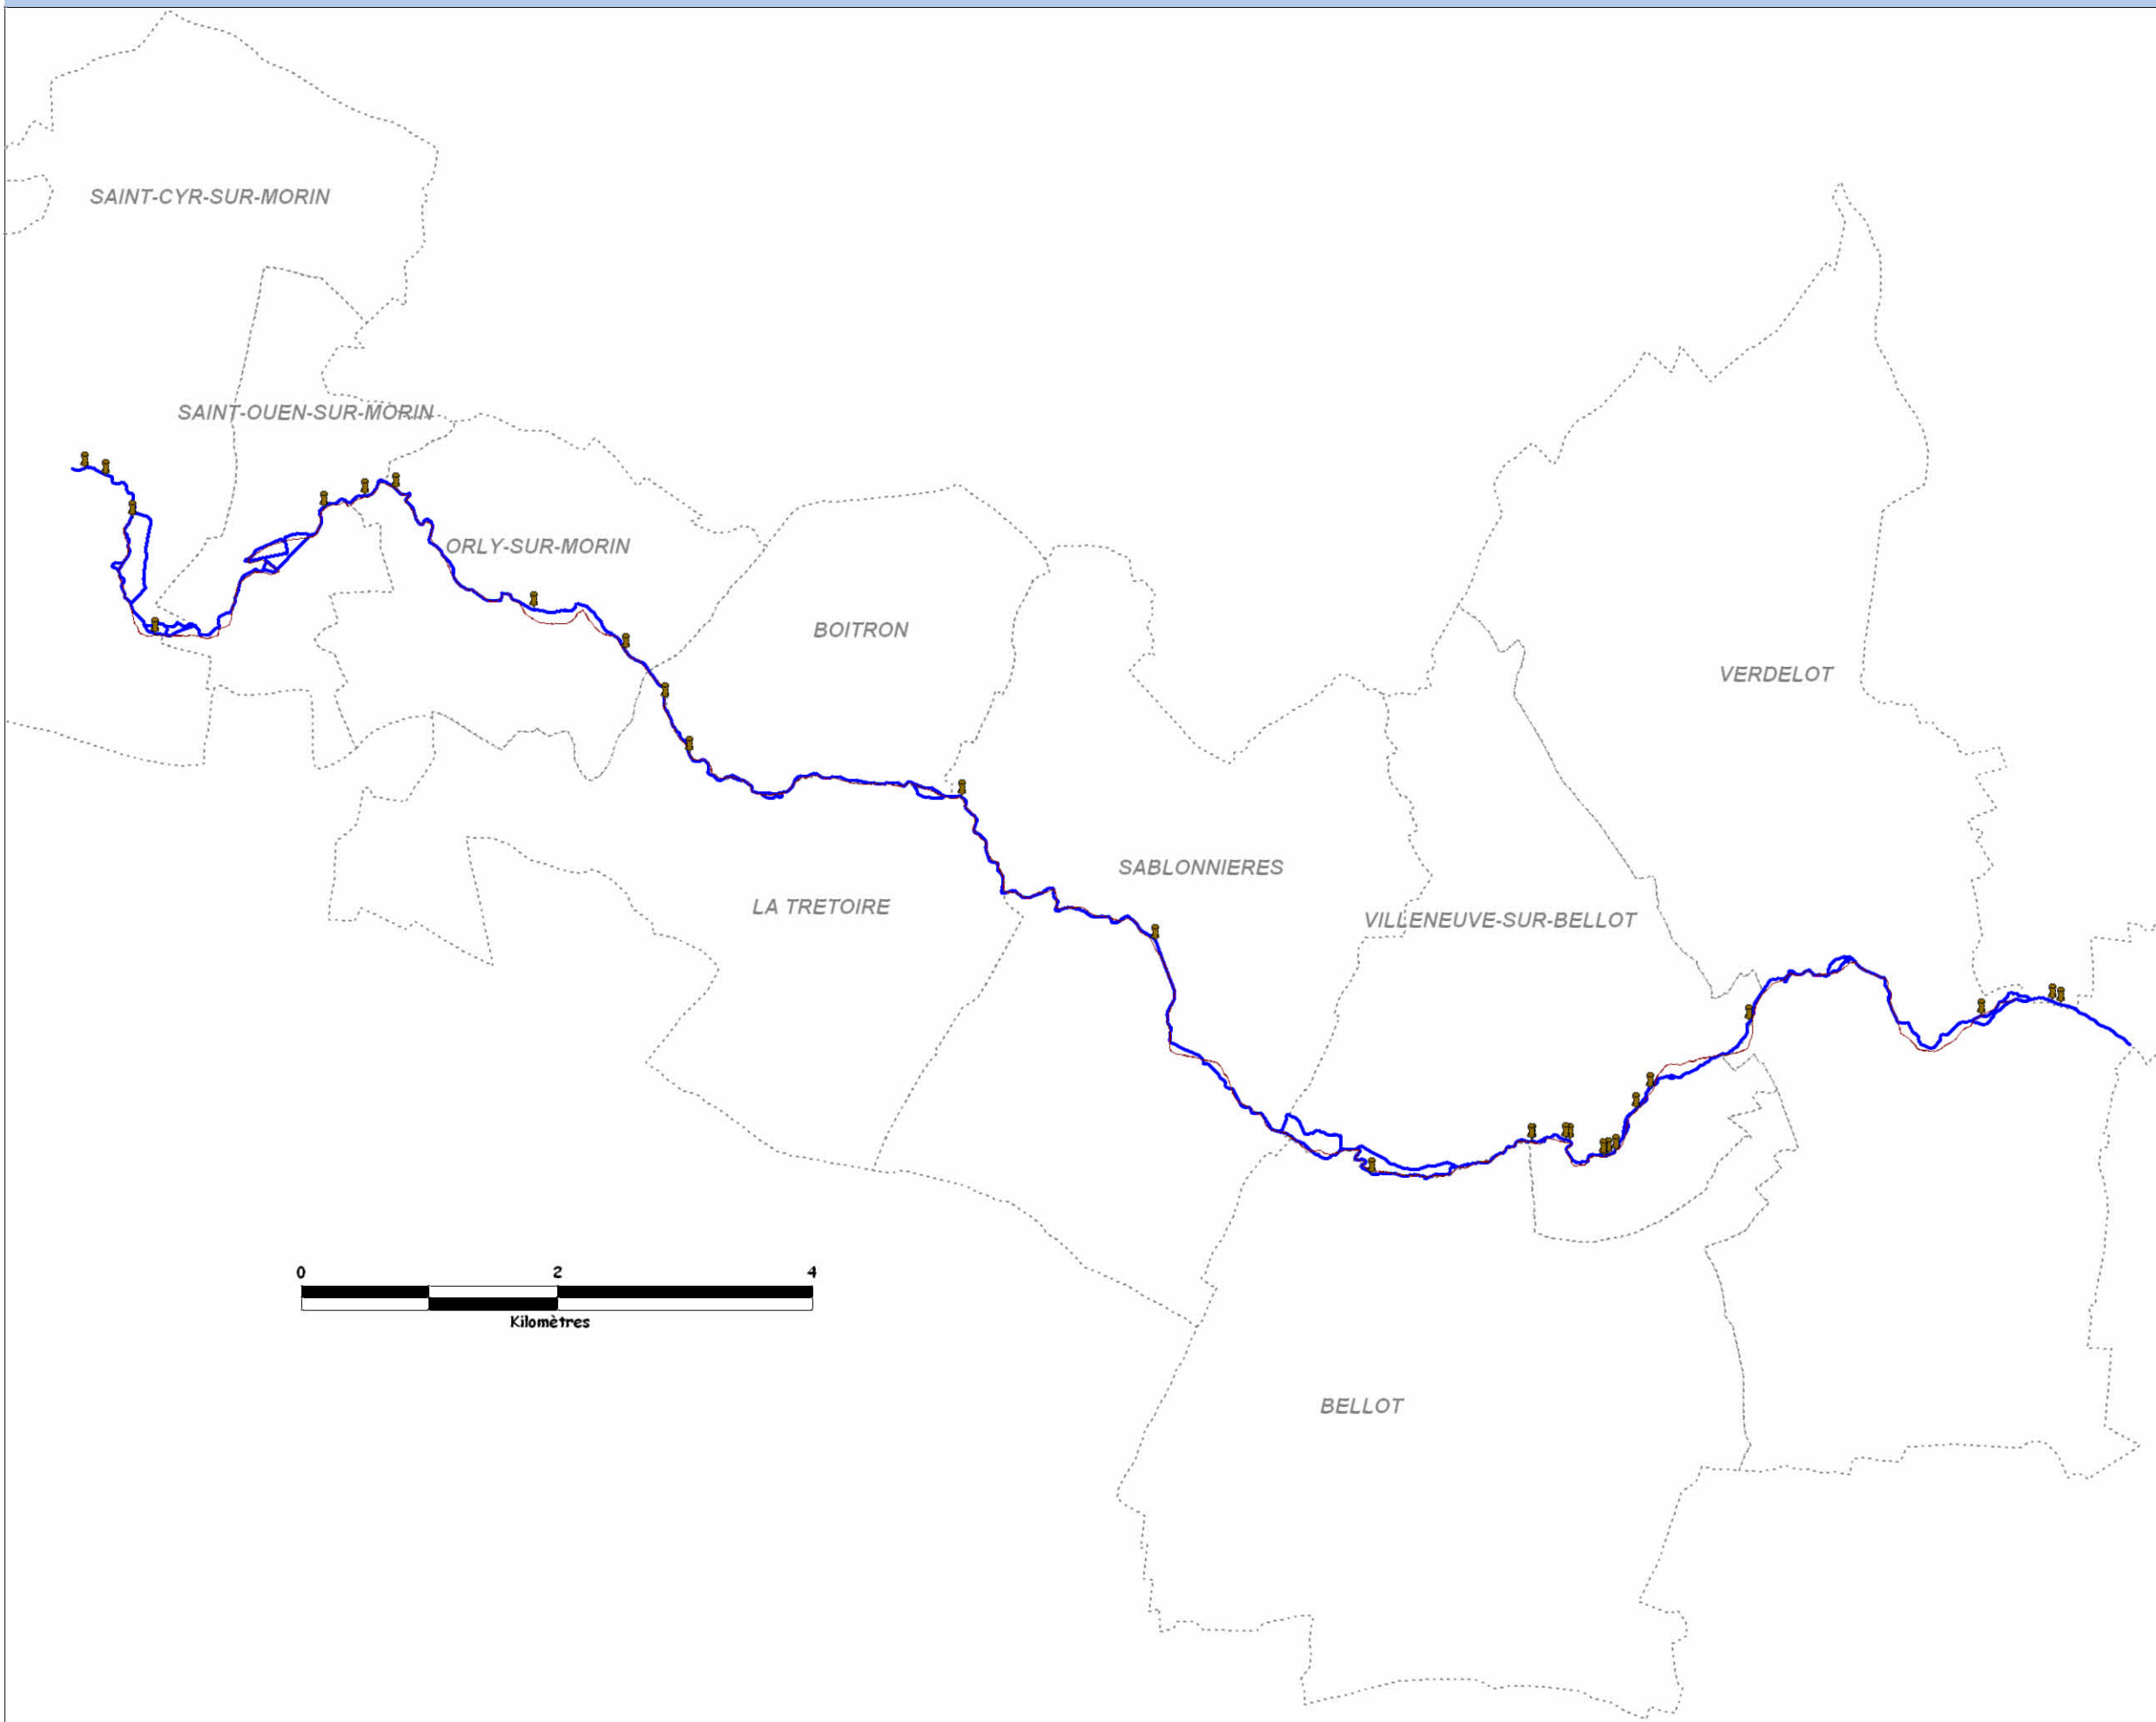 SAINT-CYR-SUR-MORIN
SAINT-OUEN-SUR-MORIN
ORLY-SUR-MORIN
BOITRON
VERDELOT
SABLONNIERES
LA TRETOIRE
VILLENEUVE-SUR-BELLOT
0 2 4
Kilomètres
BELLOT